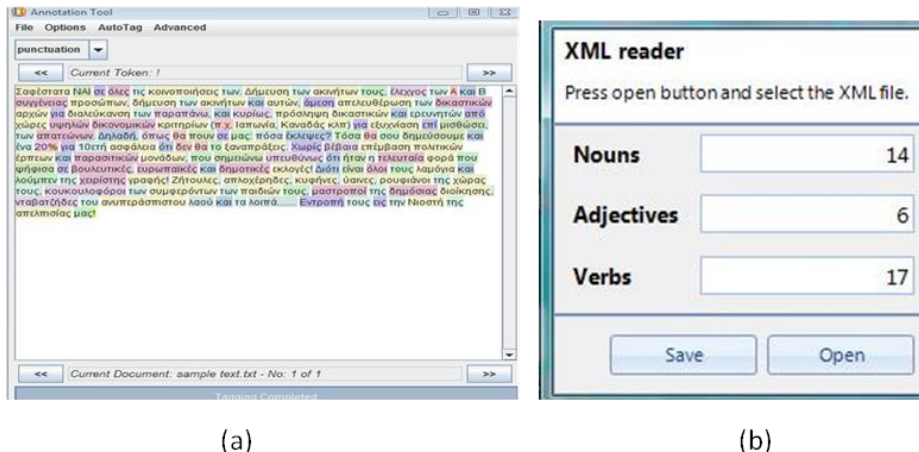 Annotation Tool
File Options AutoTag Advanced
punctuation
<< Current Token: ! >>
Σαφέστατα ΝΑΙ σε όλες τις κοινοποιήσεις των. Δήμευση των ακινήτων τους, έλεγχος των Α και Β
συγγένειας προσώπων, δήμευση των ακινήτων και αυτών, άμεση απελευθέρωση των δικαστικών
αρχών για διαλεύκανση των παραπάνω, και κυρίως, πρόσληψη δικαστικών και ερευνητών από
χώρες υψηλών δικονομικών κριτηρίων (π.χ. Ιαπωνία, Καναδάς κλπ) για εξιχνίαση επί μισθώσει,
των απατεώνων. Δηλαδή, όπως θα πουν σε μας: πόσα έκλεψες? Τόσα θα σου δημεύσουμε και
ένα 20% για 10ετή ασφάλεια ότι δεν θα το ξαναπράξεις. Χωρίς βέβαια επέμβαση πολιτικών
έρπεων και παρασιτικών μονάδων, που σημειώνω υπευθύνως ότι ήταν η τελευταία φορά που
ψήφισα σε βουλευτικές, ευρωπαικές και δημοτικές εκλογές! Διότι είναι όλοι τους λαμόγια και
λούμπεν της χείριστης γραφής! Ζήτουλες, απλοχέρηδες, κυφήνες, ύαινες, ρουφιάνοι της χώρας
τους, κουκουλοφόροι των συμφερόντων των παιδιών τους, μαστροποί της δημόσιας διοίκησης,
νταβατζήδες του ανυπεράσπιστου λαού και τα λοιπά...... Εντροπή τους εις την Νιοστή της
απελπισίας μας!
<< Current Document: sample text.txt - No: 1 of 1 >>
Tagging Completed
(a)
XML reader
Press open button and select the XML file.
Nouns 14
Adjectives 6
Verbs 17
Save Open
(b)